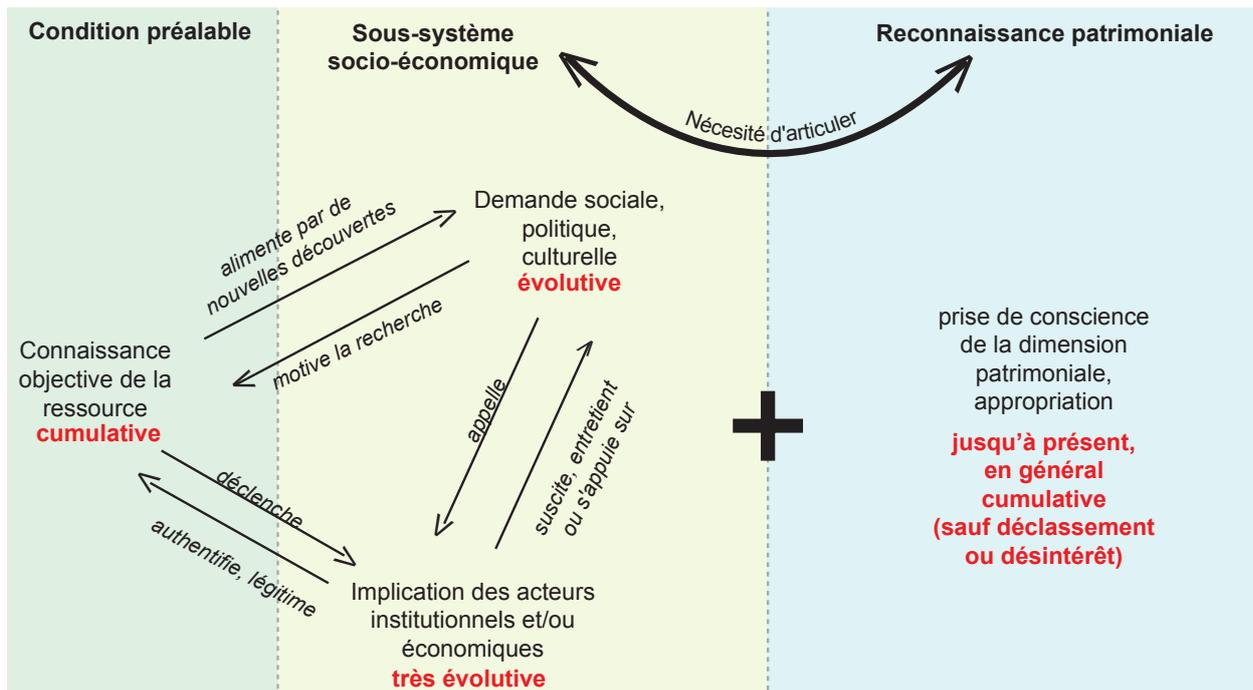 Condition préalable
Sous-système
socio-économique
Reconnaissance patrimoniale
Nécesité d'articuler
alimente par de
nouvelles découvertes
motive la recherche
Demande sociale,
politique,
culturelle
évolutive
Connaissance
objective de la
ressource
cumulative
appelle
suscite, entretient
ou s'appuie sur
déclenche
authentifie, légitime
Implication des acteurs
institutionnels et/ou
économiques
très évolutive
+
prise de conscience
de la dimension
patrimoniale,
appropriation
jusqu'à présent,
en général
cumulative
(sauf déclassement
ou désintérêt)